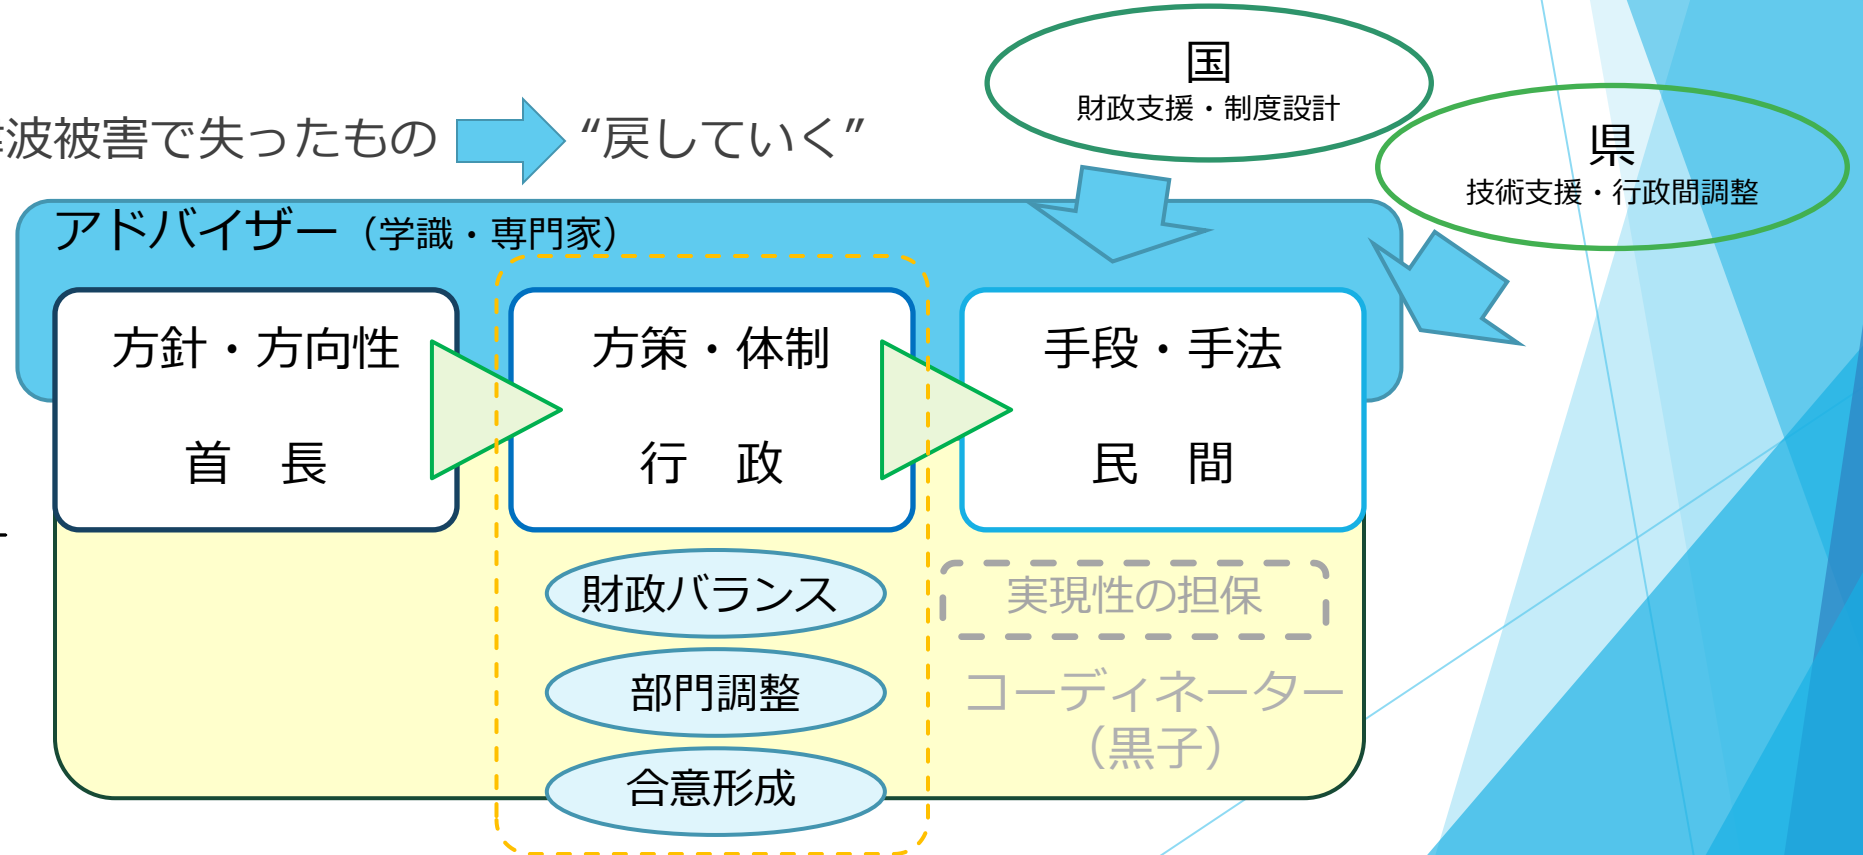 国
財政支援・制度設計
県
技術支援・行政間調整
波被害で失ったもの
“戻していく”
アドバイザー（学識・専門家）
方針・方向性
首　長
方策・体制
行　政
手段・手法
民　間
財政バランス
部門調整
合意形成
実現性の担保
コーディネーター
（黒子）